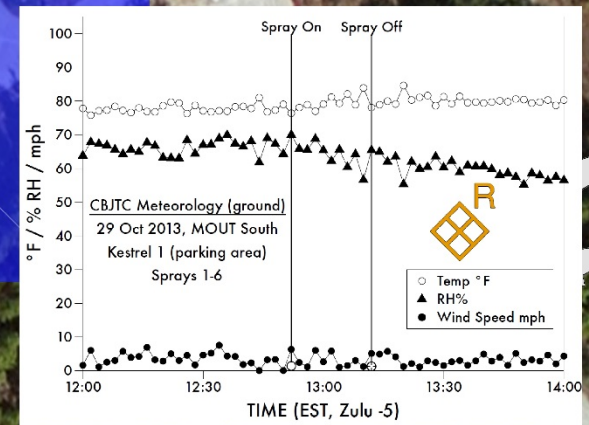 Spray On Spray Off
100
90
80
70
60
50
40
30
20
10
0
°F / % RH / mph
CBJTC Meteorology (ground)
29 Oct 2013, MOUT South
Kestrel 1 (parking area)
Sprays 1-6
R
Temp °F
RH%
Wind Speed mph
12:00 12:30 13:00 13:30 14:00
TIME (EST, Zulu -5)